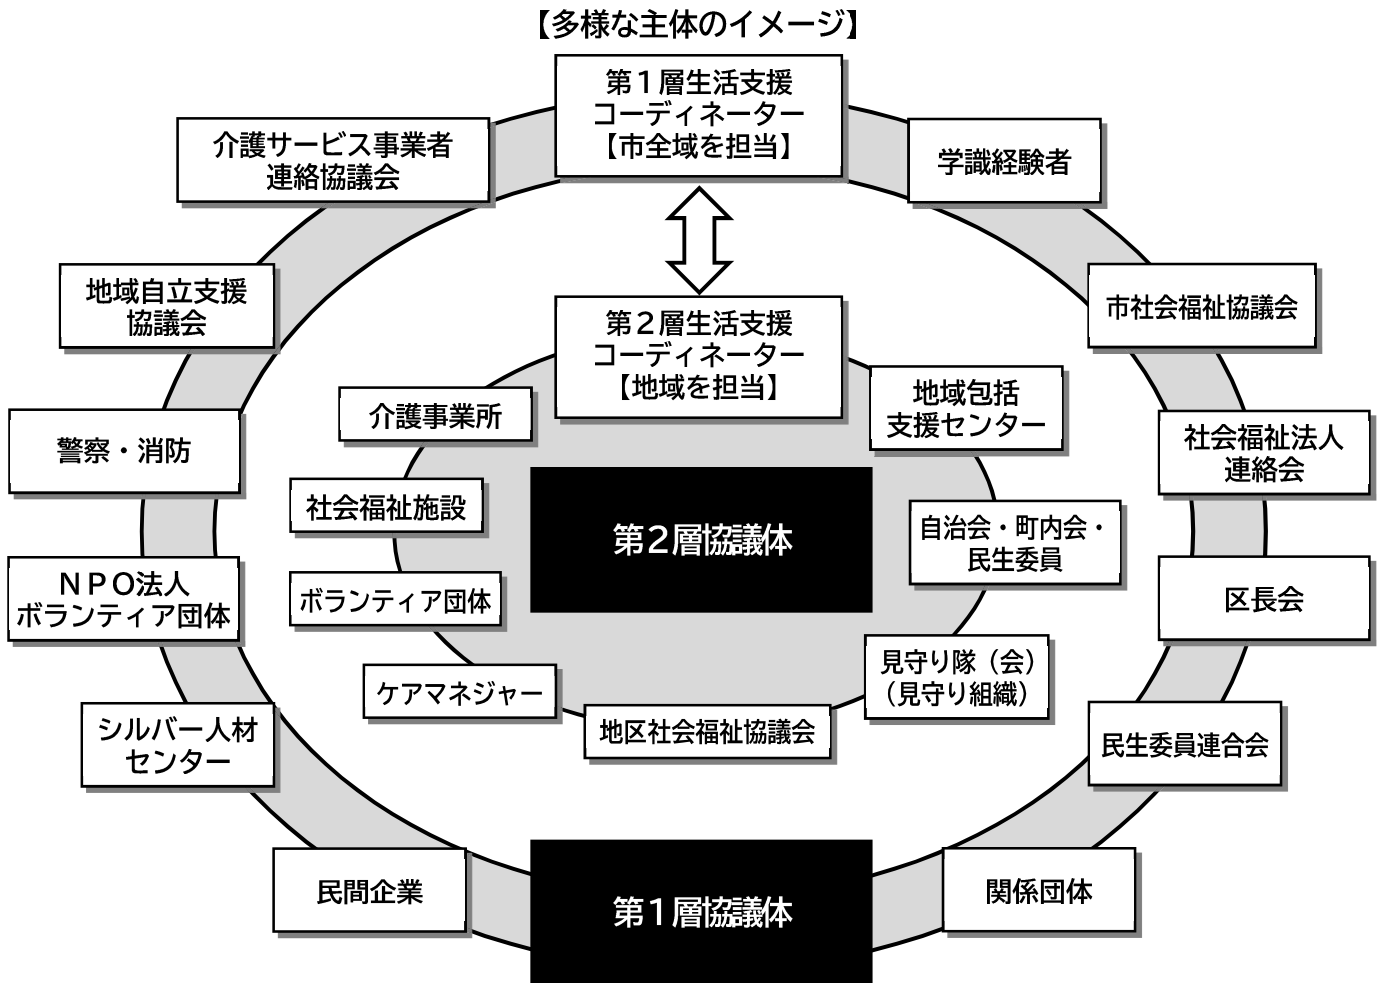 【多様な主体のイメージ】
第１層生活支援
コーディネーター
【市全域を担当】
介護サービス事業者
連絡協議会
学識経験者
地域自立支援
協議会
市社会福祉協議会
第２層生活支援
コーディネーター
【地域を担当】
介護事業所
地域包括
支援センター
警察・消防
社会福祉法人
連絡会
社会福祉施設
第２層協議体
自治会・町内会・
民生委員
ＮＰＯ法人
ボランティア団体
ボランティア団体
区長会
見守り隊（会）
（見守り組織）
ケアマネジャー
地区社会福祉協議会
シルバー人材
センター
民生委員連合会
民間企業
第１層協議体
関係団体